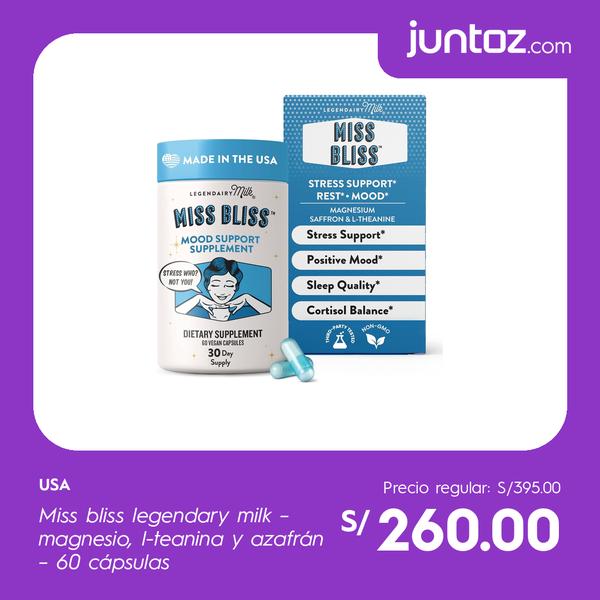 juntoz.com
MADE IN THE USA
LEGENDAIRY Milk®
MISS BLISS™
MOOD SUPPORT
SUPPLEMENT
STRESS WHO?
NOT YOU!
DIETARY SUPPLEMENT
60 VEGAN CAPSULES
30 Day
Supply
LEGENDAIRY Milk
MISS
BLISS™
STRESS SUPPORT*
REST* • MOOD*
MAGNESIUM
SAFFRON & L-THEANINE
Stress Support*
Positive Mood*
Sleep Quality*
Cortisol Balance*
THIRD-PARTY TESTED
NON-GMO
USA
Miss bliss legendary milk -
magnesio, l-teanina y azafrán
- 60 cápsulas
Precio regular: S/395.00
S/ 260.00